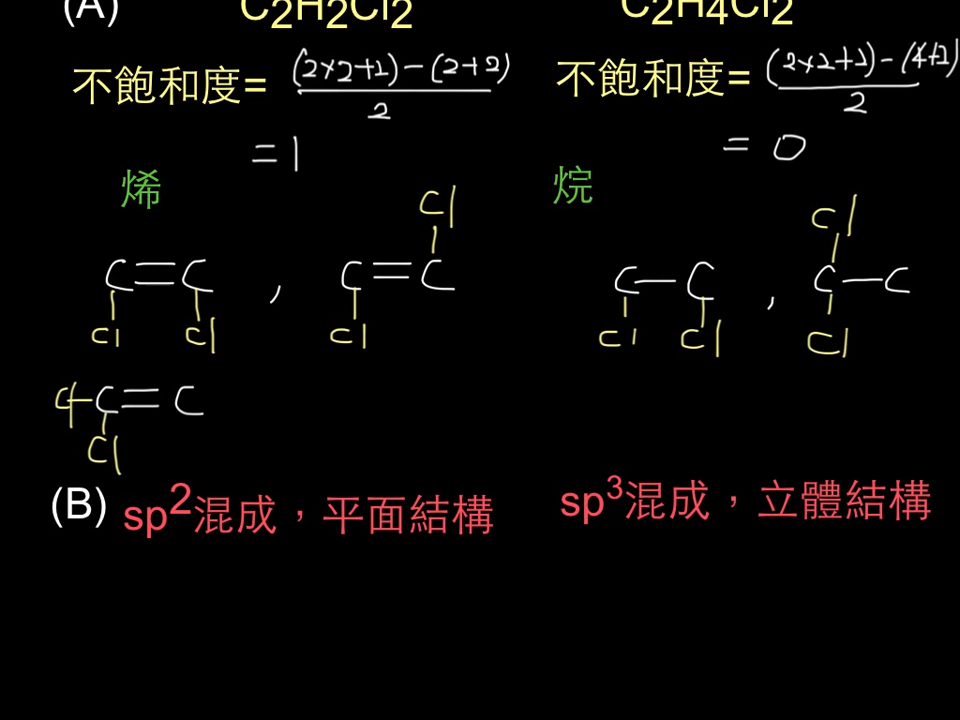 (A) C2H2Cl2 C2H4Cl2
不飽和度= (2×2+2)-(2+2) / 2 不飽和度= (2×2+2)-(4+2) / 2
=1 = 0
烯 烷
Cl Cl
C=C , C=C C-C , C-C
Cl Cl Cl Cl Cl Cl
Cl-C=C
Cl
(B) sp2混成，平面結構 sp3混成，立體結構